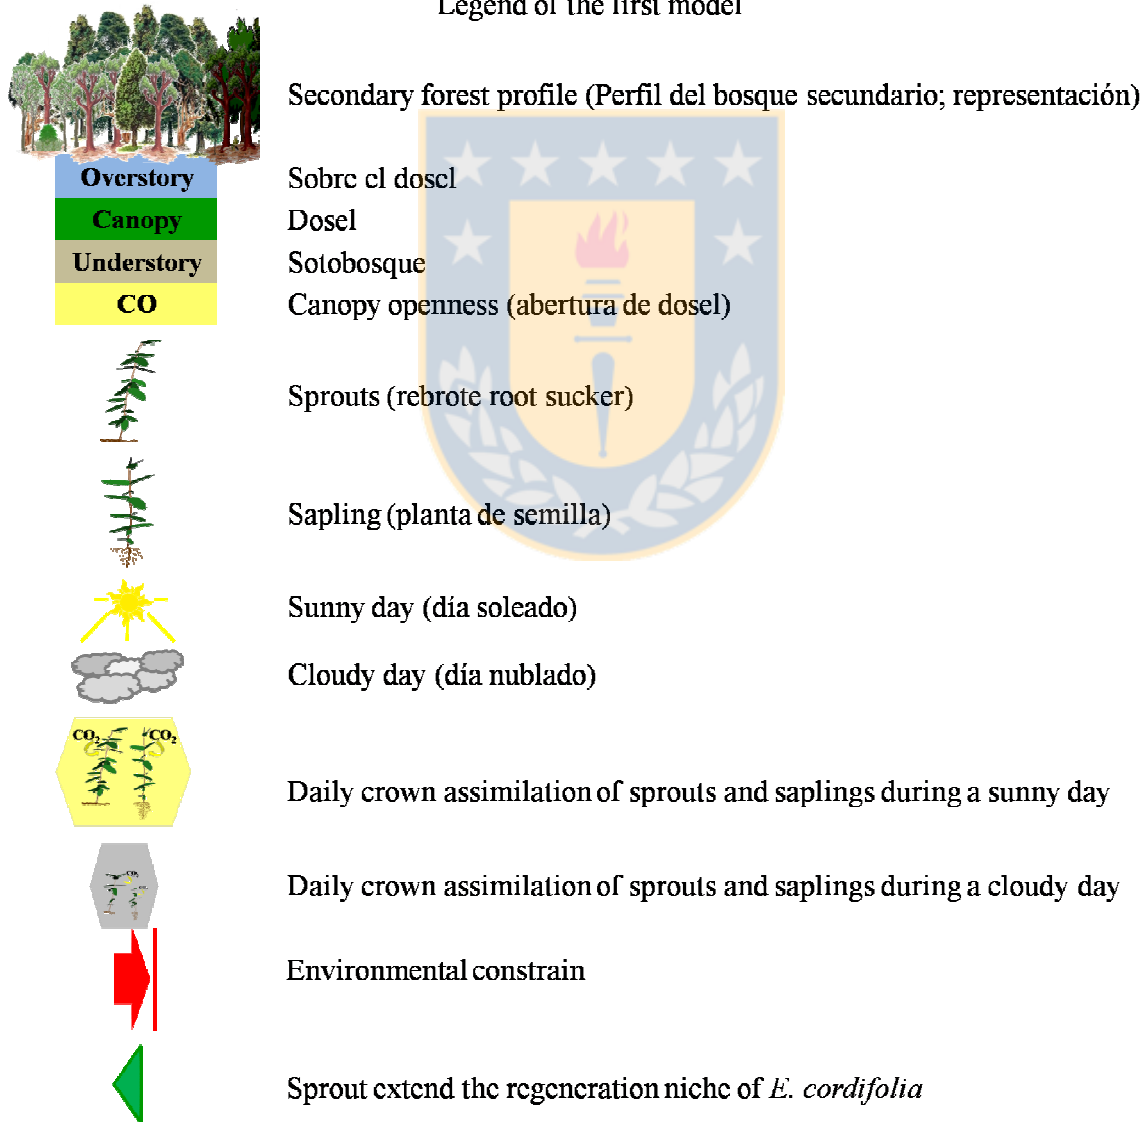 Legend of the first model
Secondary forest profile (Perfil del bosque secundario; representación)
Overstory Sobre el dosel
Canopy Dosel
Understory Sotobosque
CO Canopy openness (abertura de dosel)
Sprouts (rebrote root sucker)
Sapling (planta de semilla)
Sunny day (día soleado)
Cloudy day (día nublado)
CO₂ CO₂
Daily crown assimilation of sprouts and saplings during a sunny day
Daily crown assimilation of sprouts and saplings during a cloudy day
Environmental constrain
Sprout extend the regeneration niche of E. cordifolia